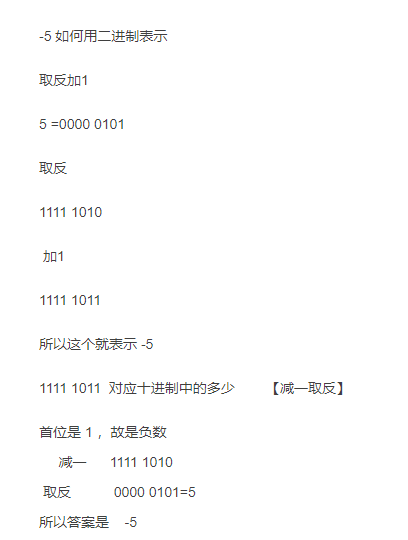 -5 如何用二进制表示
取反加1
5 =0000 0101
取反
1111 1010
加1
1111 1011
所以这个就表示 -5
1111 1011 对应十进制中的多少 【减一取反】
首位是 1 ，故是负数
减一 1111 1010
取反 0000 0101=5
所以答案是 -5